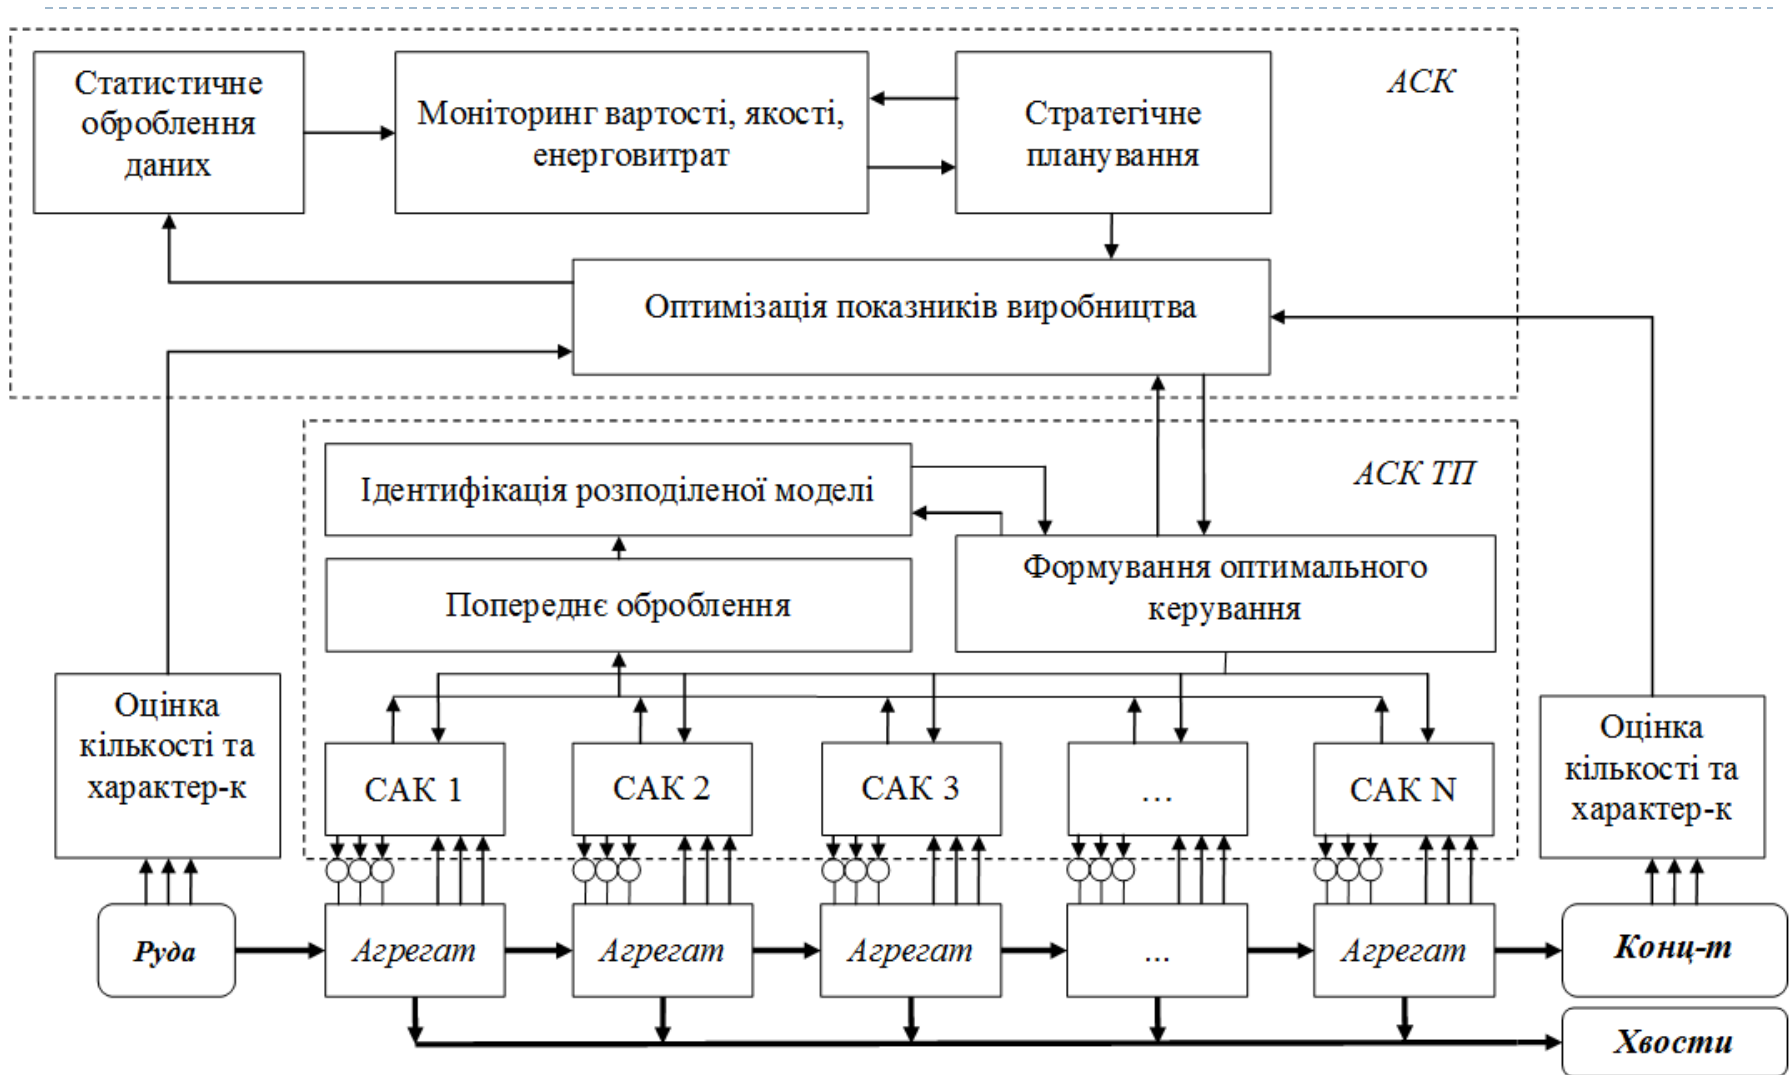 Статистичне
оброблення
даних
Моніторинг вартості, якості,
енерговитрат
Стратегічне
планування
АСК
Оптимізація показників виробництва
АСК ТП
Ідентифікація розподіленої моделі
Формування оптимального
керування
Попереднє оброблення
Оцінка
кількості та
характер-к
САК 1
САК 2
САК 3
...
САК N
Оцінка
кількості та
характер-к
Руда
Агрегат
Агрегат
Агрегат
...
Агрегат
Конц-т
Хвости